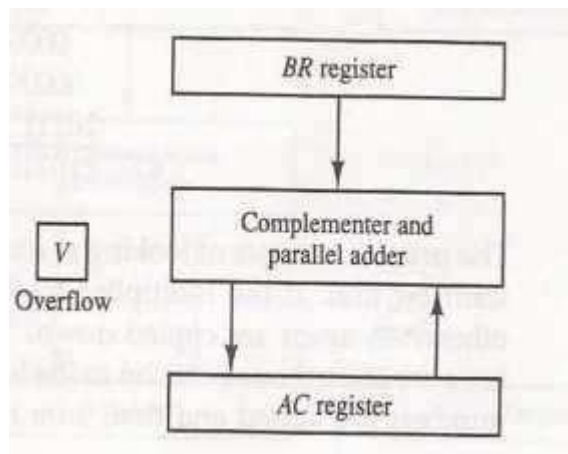 BR register
Complementer and
parallel adder
V
Overflow
AC register